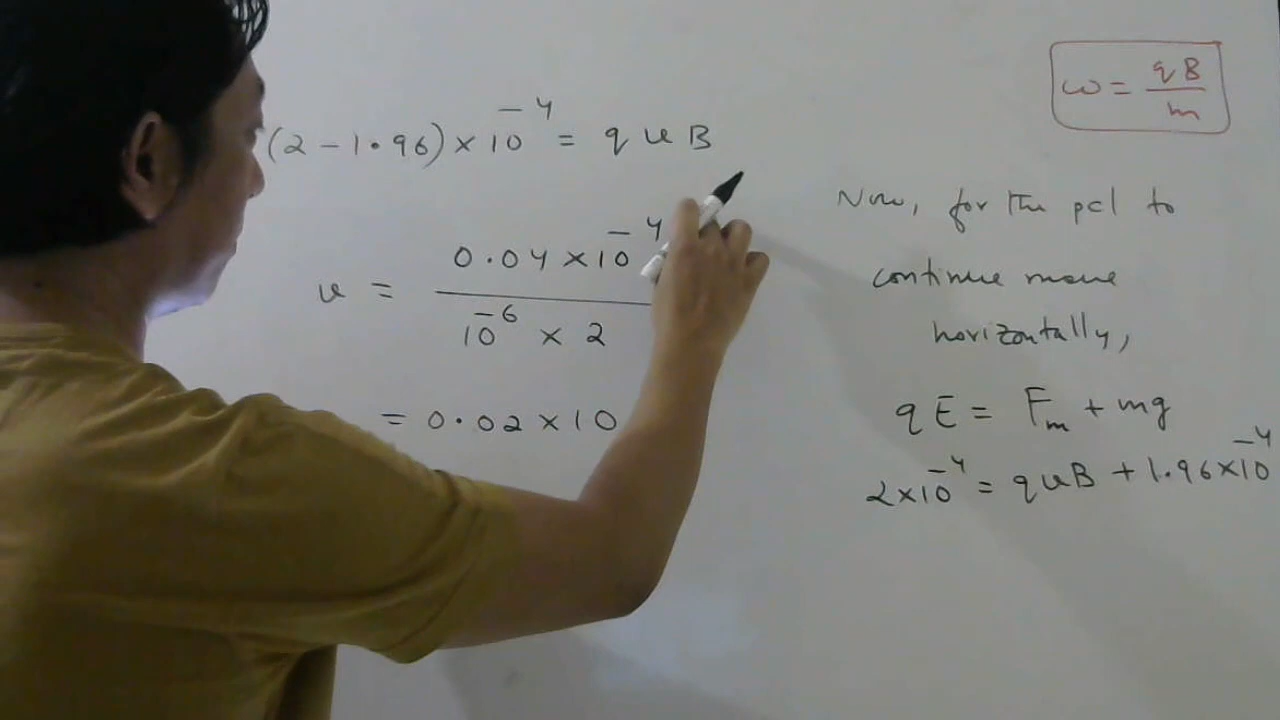 (2 - 1.96) × 10⁻⁴ = q u B
u = 0.04 × 10⁻⁴ / 10⁻⁶ × 2
= 0.02 × 10
ω = qB / m
Now, for the pcl to
continue move
horizontally,
qE = Fₘ + mg
2 × 10⁻⁴ = q u B + 1.96 × 10⁻⁴